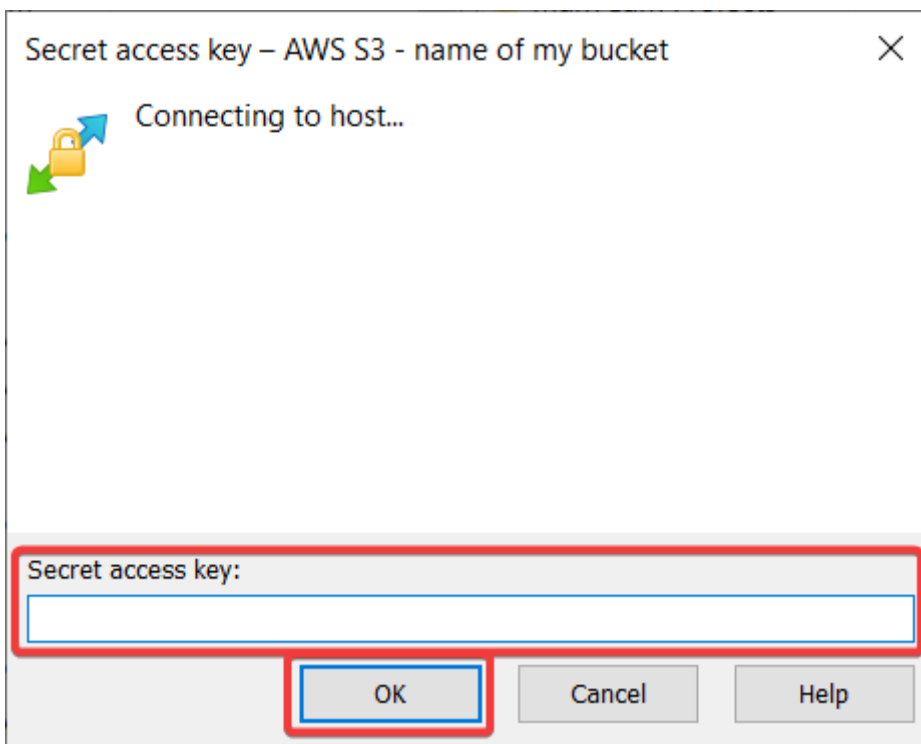 Secret access key – AWS S3 - name of my bucket
Connecting to host...
Secret access key:
OK Cancel Help